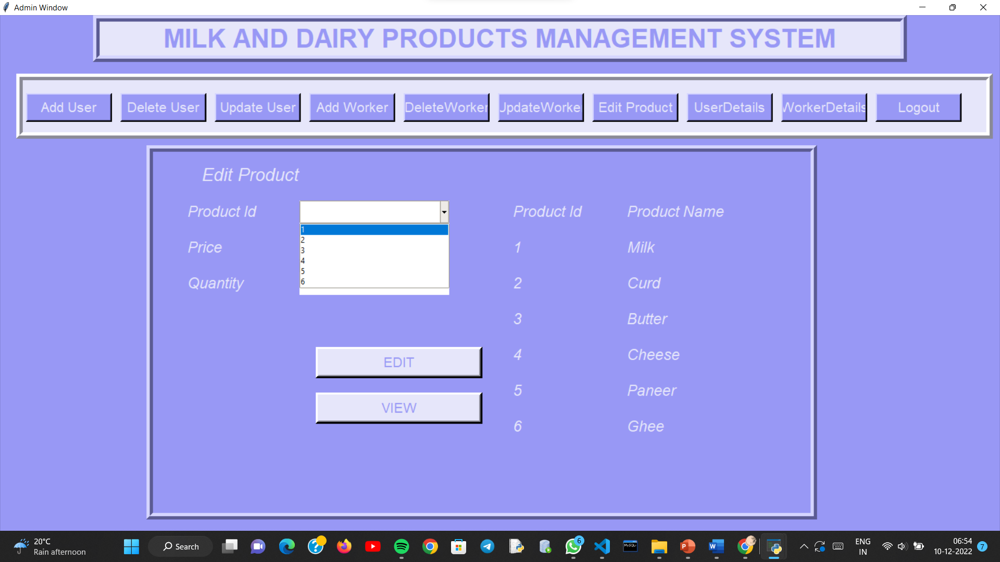 Admin Window
MILK AND DAIRY PRODUCTS MANAGEMENT SYSTEM
Add User Delete User Update User Add Worker DeleteWorker UpdateWorke Edit Product UserDetails WorkerDetails Logout
Edit Product
Product Id Product Id Product Name
1
2
3
4
5
6
Price 1 Milk
Quantity 2 Curd
3 Butter
EDIT 4 Cheese
VIEW 5 Paneer
6 Ghee
20°C
Rain afternoon
Search
6
MySQL
ENG
IN
06:54
10-12-2022
7